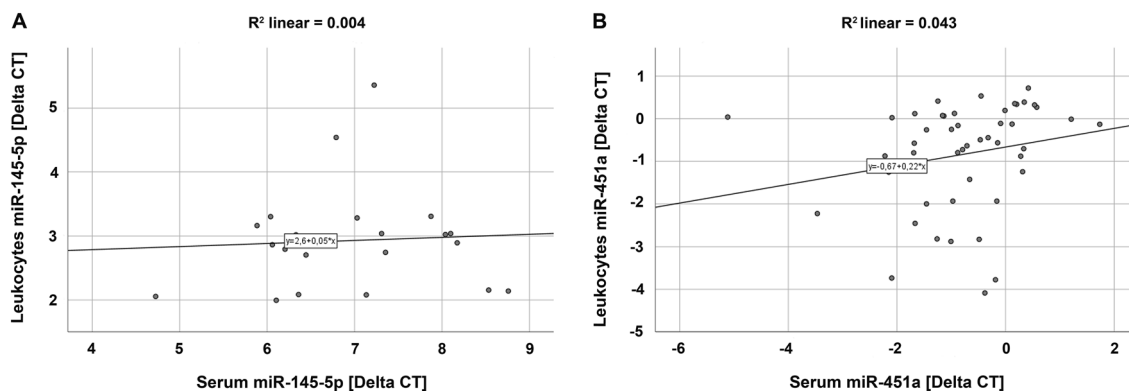 A
R² linear = 0.004
Leukocytes miR-145-5p [Delta CT]
5
4
3
2
y=2,6+0,05*x
4 5 6 7 8 9
Serum miR-145-5p [Delta CT]
B
R² linear = 0.043
Leukocytes miR-451a [Delta CT]
1
0
-1
-2
-3
-4
-5
y=-0,67+0,22*x
-6 -4 -2 0 2
Serum miR-451a [Delta CT]